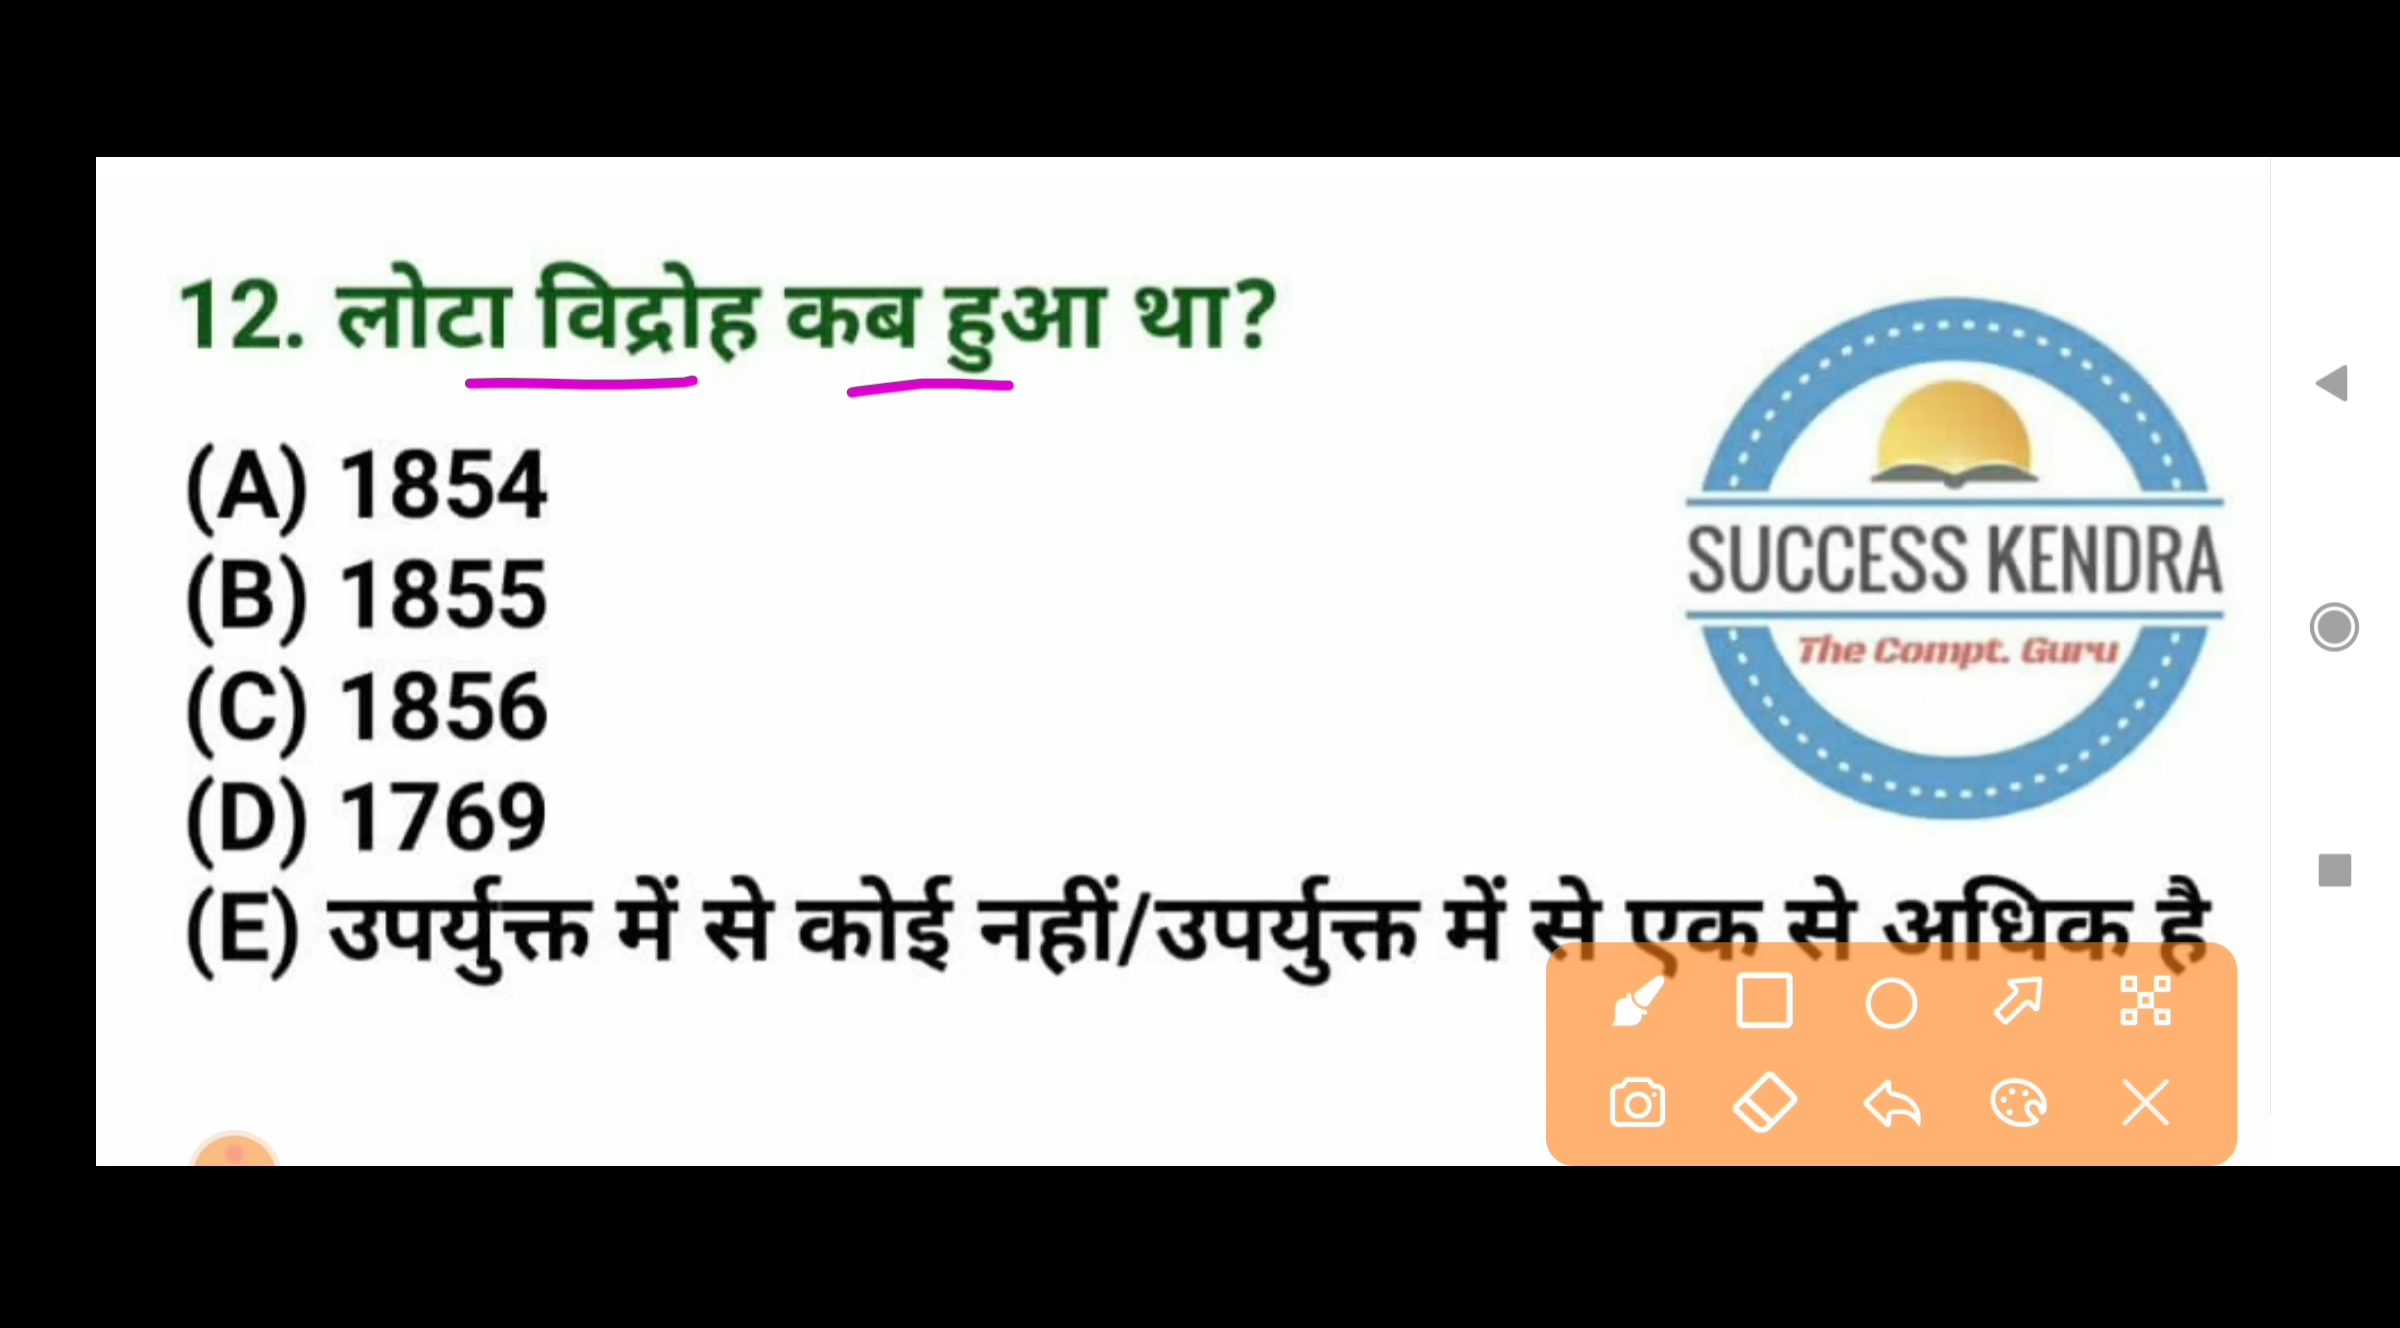 12. लोटा विद्रोह कब हुआ था?
(A) 1854
(B) 1855
(C) 1856
(D) 1769
(E) उपर्युक्त में से कोई नहीं/उपर्युक्त में से एक से अधिक है
SUCCESS KENDRA
The Compt. Guru